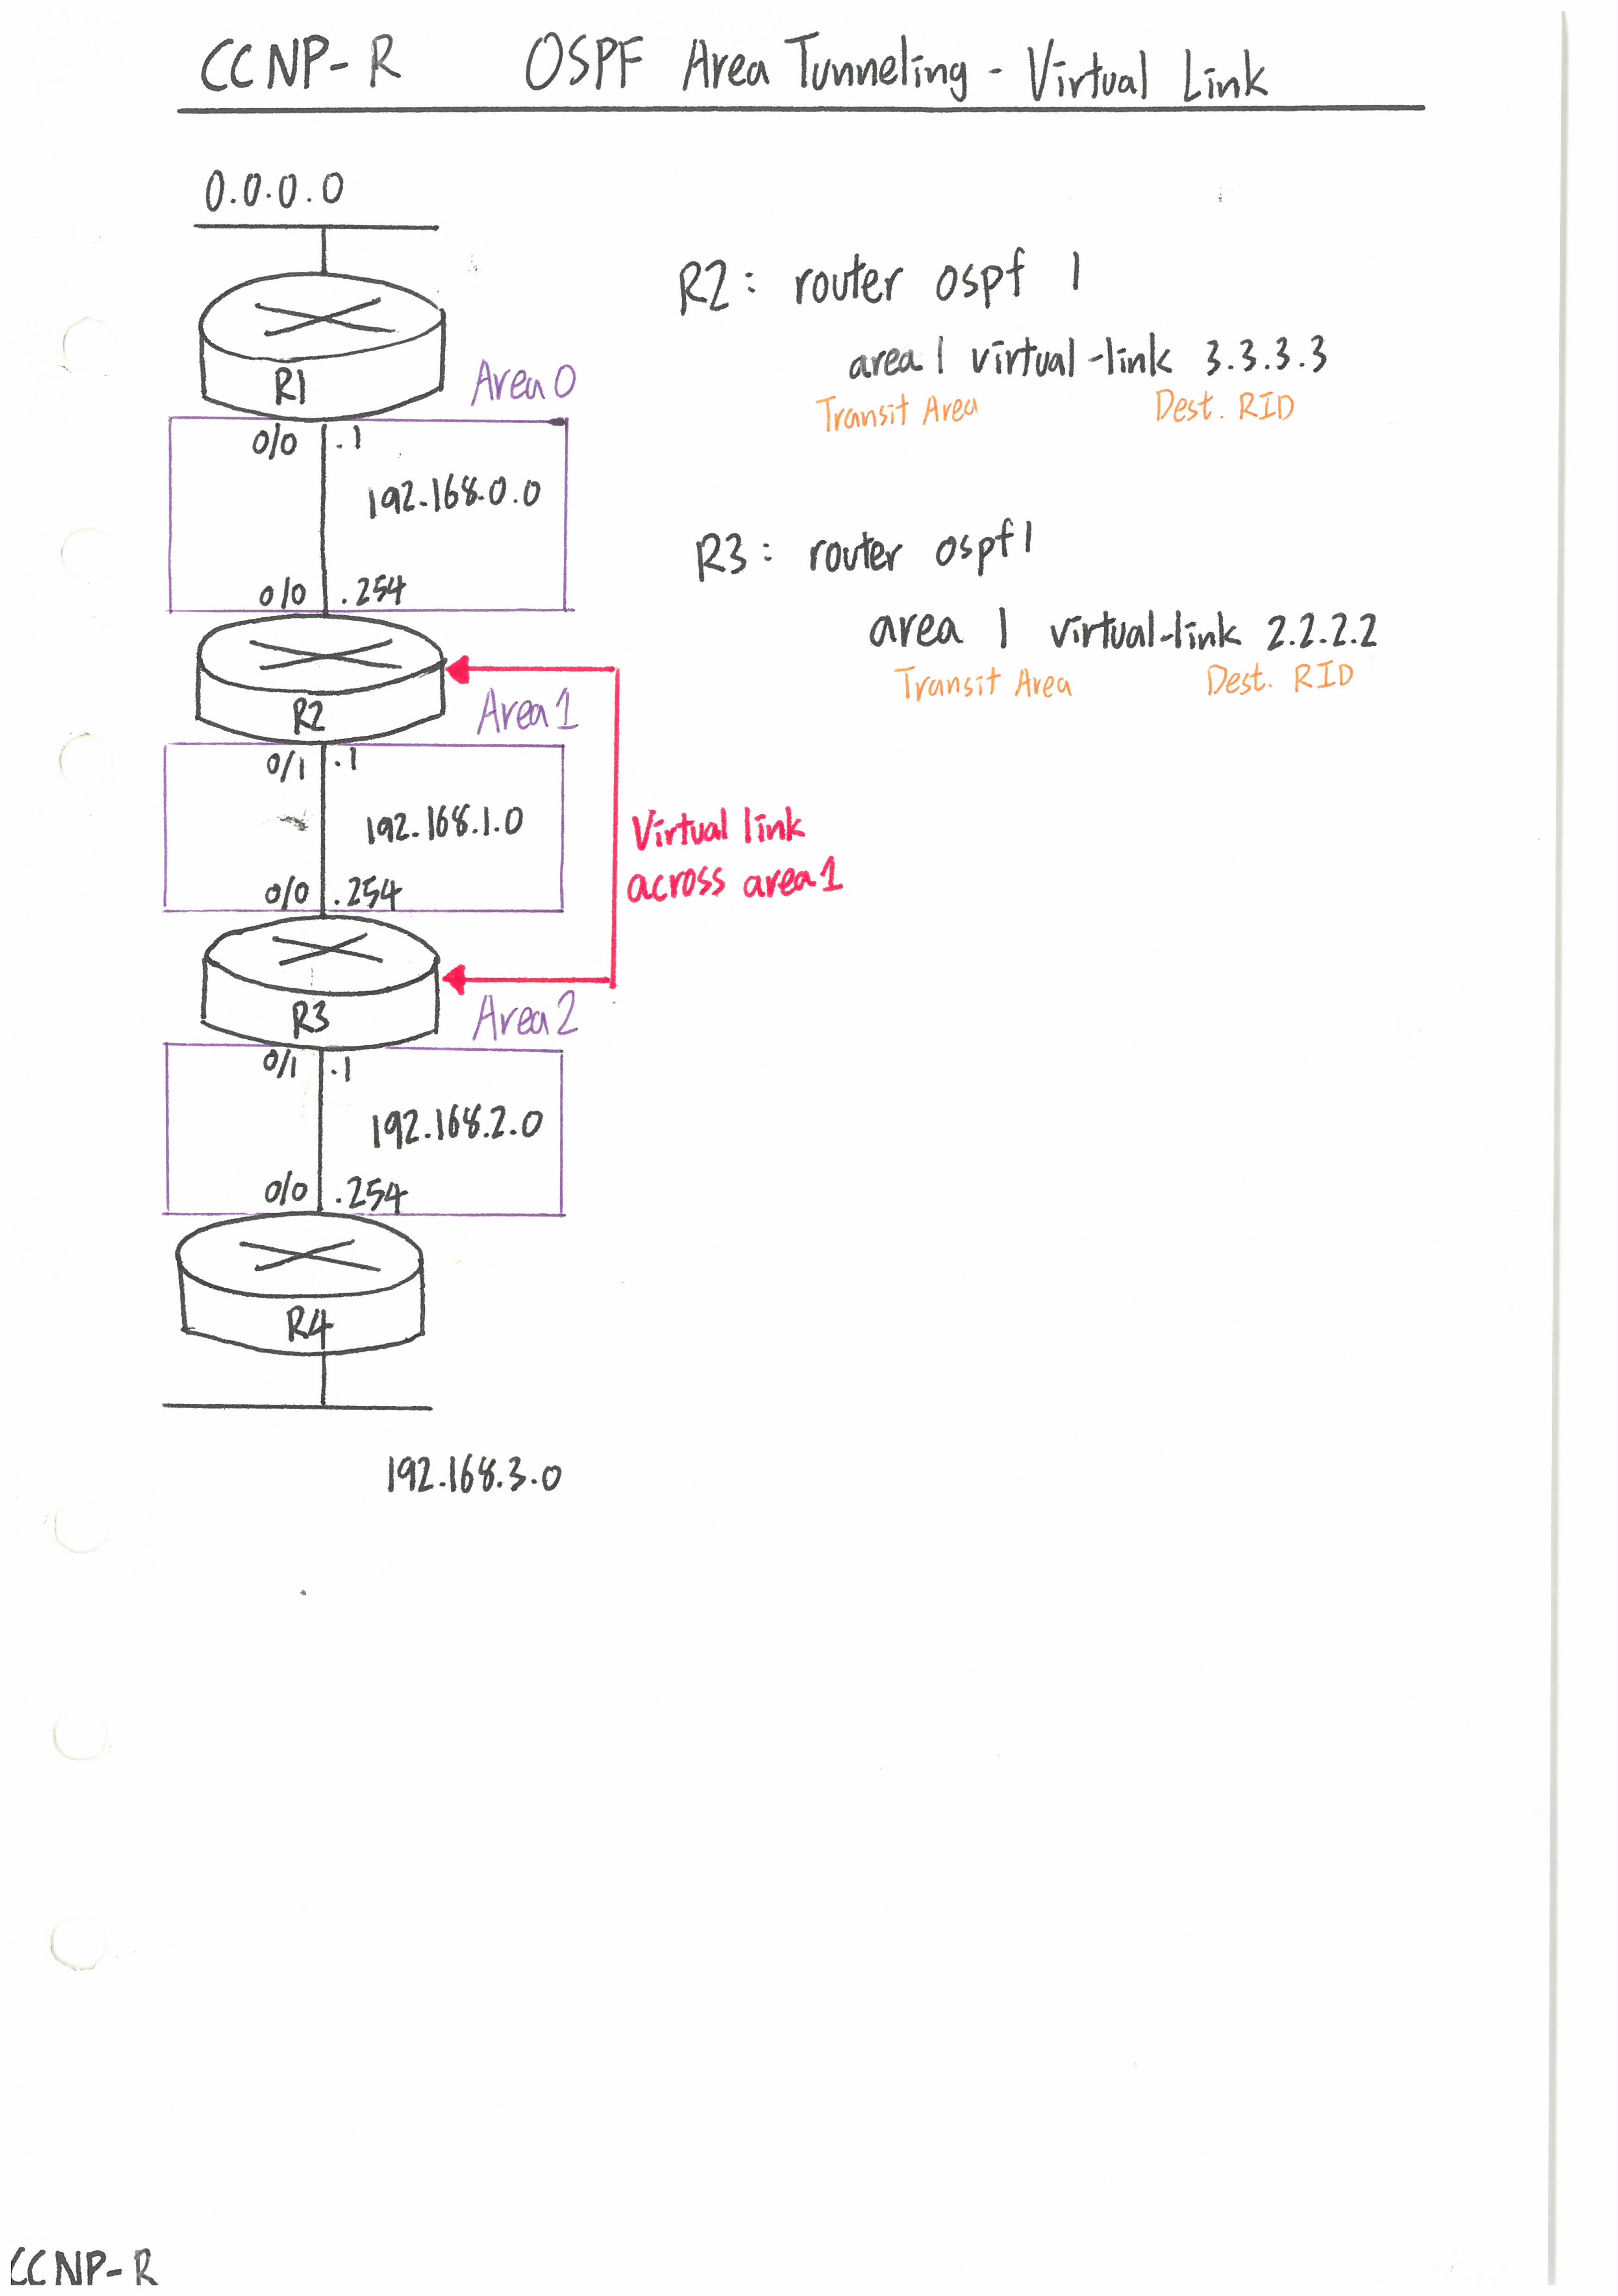 CCNP-R OSPF Area Tunneling - Virtual Link
0.0.0.0
R1
Area 0
0/0 .1
192.168.0.0
0/0 .254
R2
Area 1
0/1 .1
192.168.1.0
0/0 .254
Virtual link
across area 1
R3
Area 2
0/1 .1
192.168.2.0
0/0 .254
R4
192.168.3.0
R2: router ospf 1
area 1 virtual-link 3.3.3.3
Transit Area Dest. RID
R3: router ospf1
area 1 virtual-link 2.2.2.2
Transit Area Dest. RID
CCNP-R